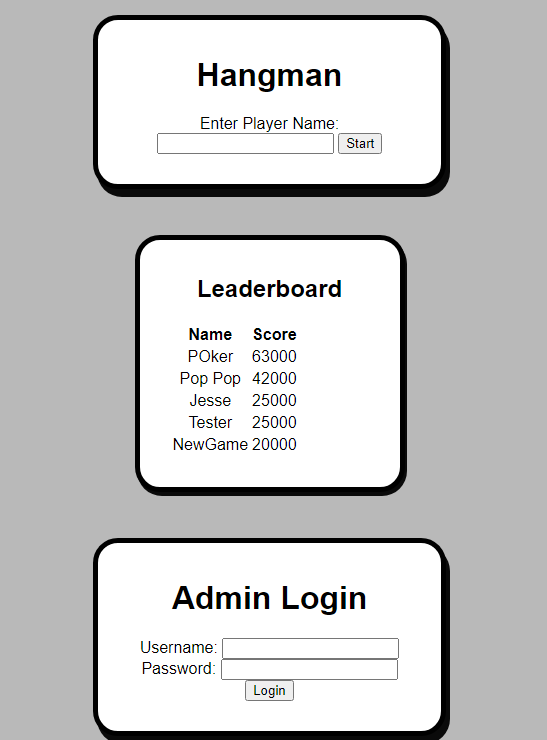 Hangman
Enter Player Name:
Start
Leaderboard
Name Score
POker 63000
Pop Pop 42000
Jesse 25000
Tester 25000
NewGame 20000
Admin Login
Username:
Password:
Login